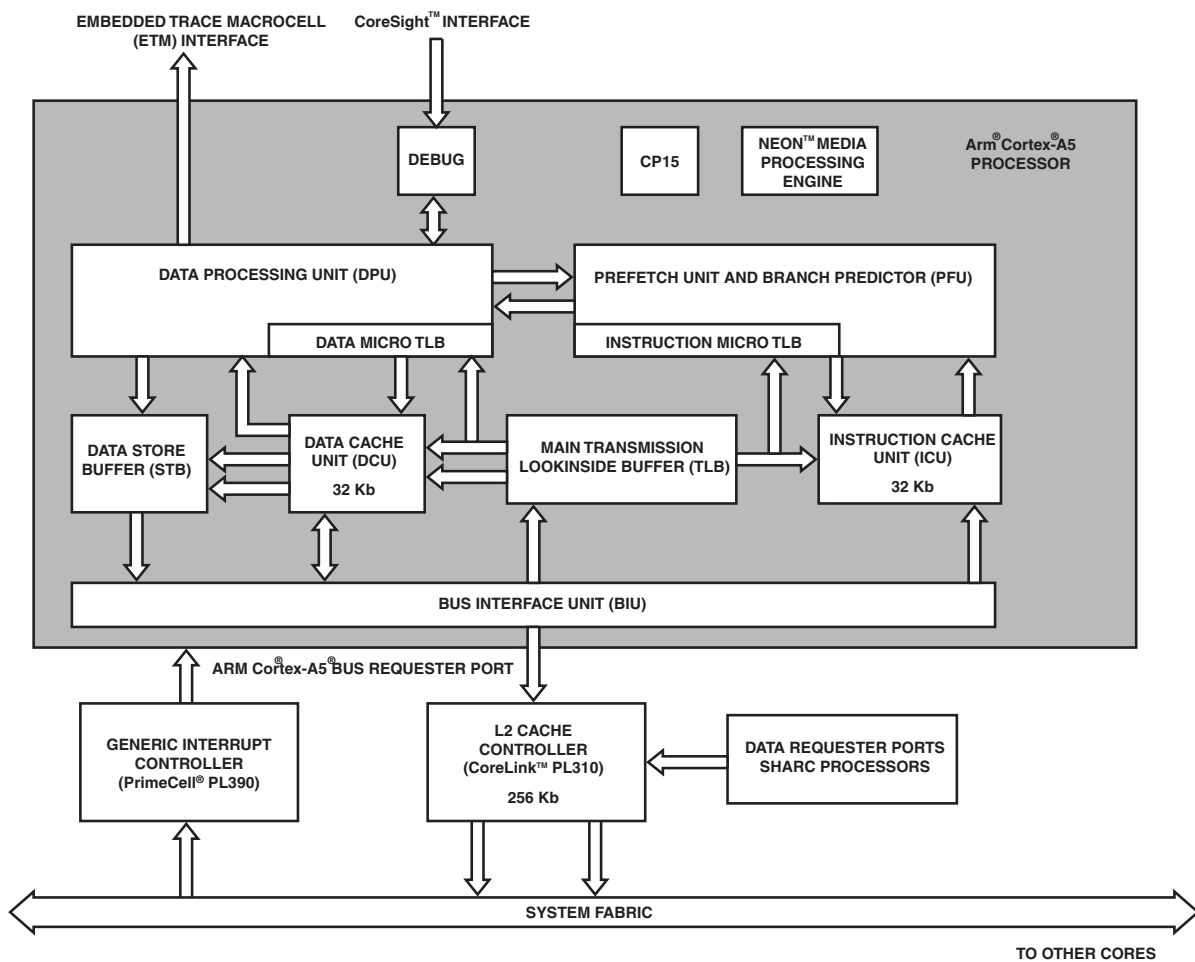 EMBEDDED TRACE MACROCELL
(ETM) INTERFACE
CoreSight™ INTERFACE
DEBUG
CP15
NEON™ MEDIA
PROCESSING
ENGINE
Arm® Cortex®-A5
PROCESSOR
DATA PROCESSING UNIT (DPU)
PREFETCH UNIT AND BRANCH PREDICTOR (PFU)
DATA MICRO TLB
INSTRUCTION MICRO TLB
DATA STORE
BUFFER (STB)
DATA CACHE
UNIT (DCU)
32 Kb
MAIN TRANSMISSION
LOOKINSIDE BUFFER (TLB)
INSTRUCTION CACHE
UNIT (ICU)
32 Kb
BUS INTERFACE UNIT (BIU)
ARM Cortex®-A5® BUS REQUESTER PORT
GENERIC INTERRUPT
CONTROLLER
(PrimeCell® PL390)
L2 CACHE
CONTROLLER
(CoreLink™ PL310)
256 Kb
DATA REQUESTER PORTS
SHARC PROCESSORS
SYSTEM FABRIC
TO OTHER CORES